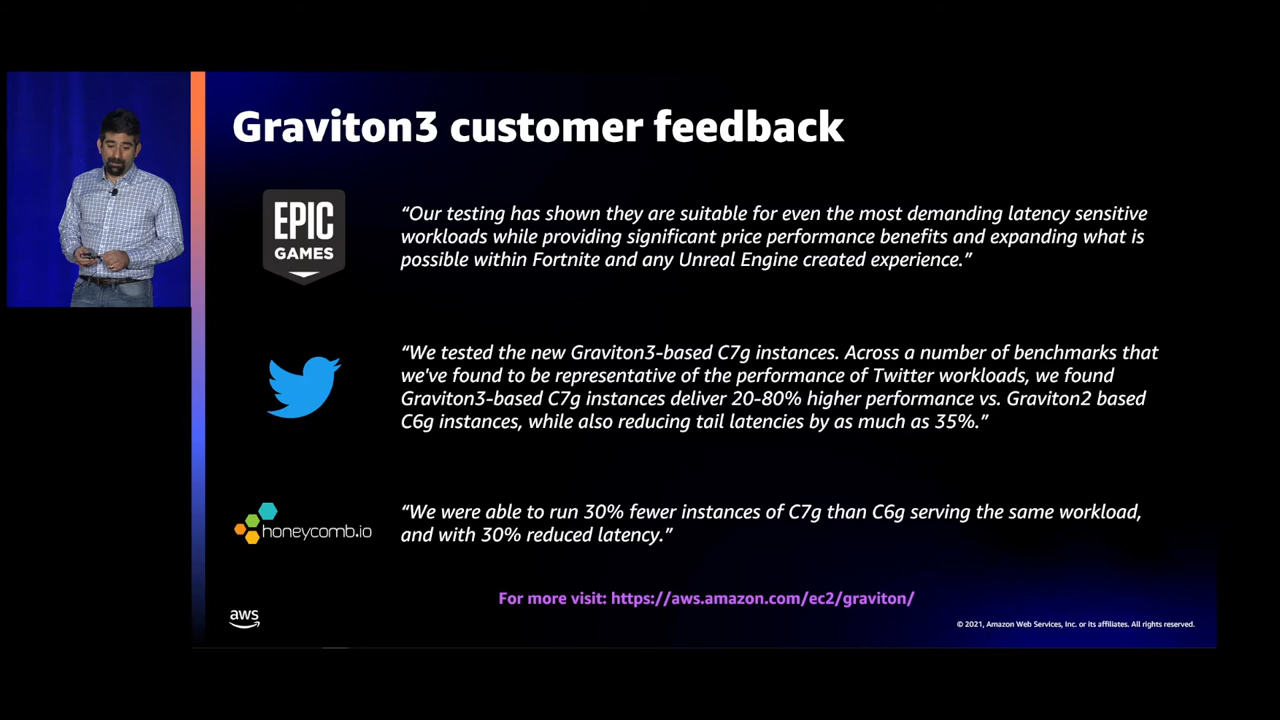 Graviton3 customer feedback
EPIC
GAMES
“Our testing has shown they are suitable for even the most demanding latency sensitive
workloads while providing significant price performance benefits and expanding what is
possible within Fortnite and any Unreal Engine created experience.”
“We tested the new Graviton3-based C7g instances. Across a number of benchmarks that
we've found to be representative of the performance of Twitter workloads, we found
Graviton3-based C7g instances deliver 20-80% higher performance vs. Graviton2 based
C6g instances, while also reducing tail latencies by as much as 35%.”
honeycomb.io
“We were able to run 30% fewer instances of C7g than C6g serving the same workload,
and with 30% reduced latency.”
For more visit: https://aws.amazon.com/ec2/graviton/
aws
© 2021, Amazon Web Services, Inc. or its affiliates. All rights reserved.